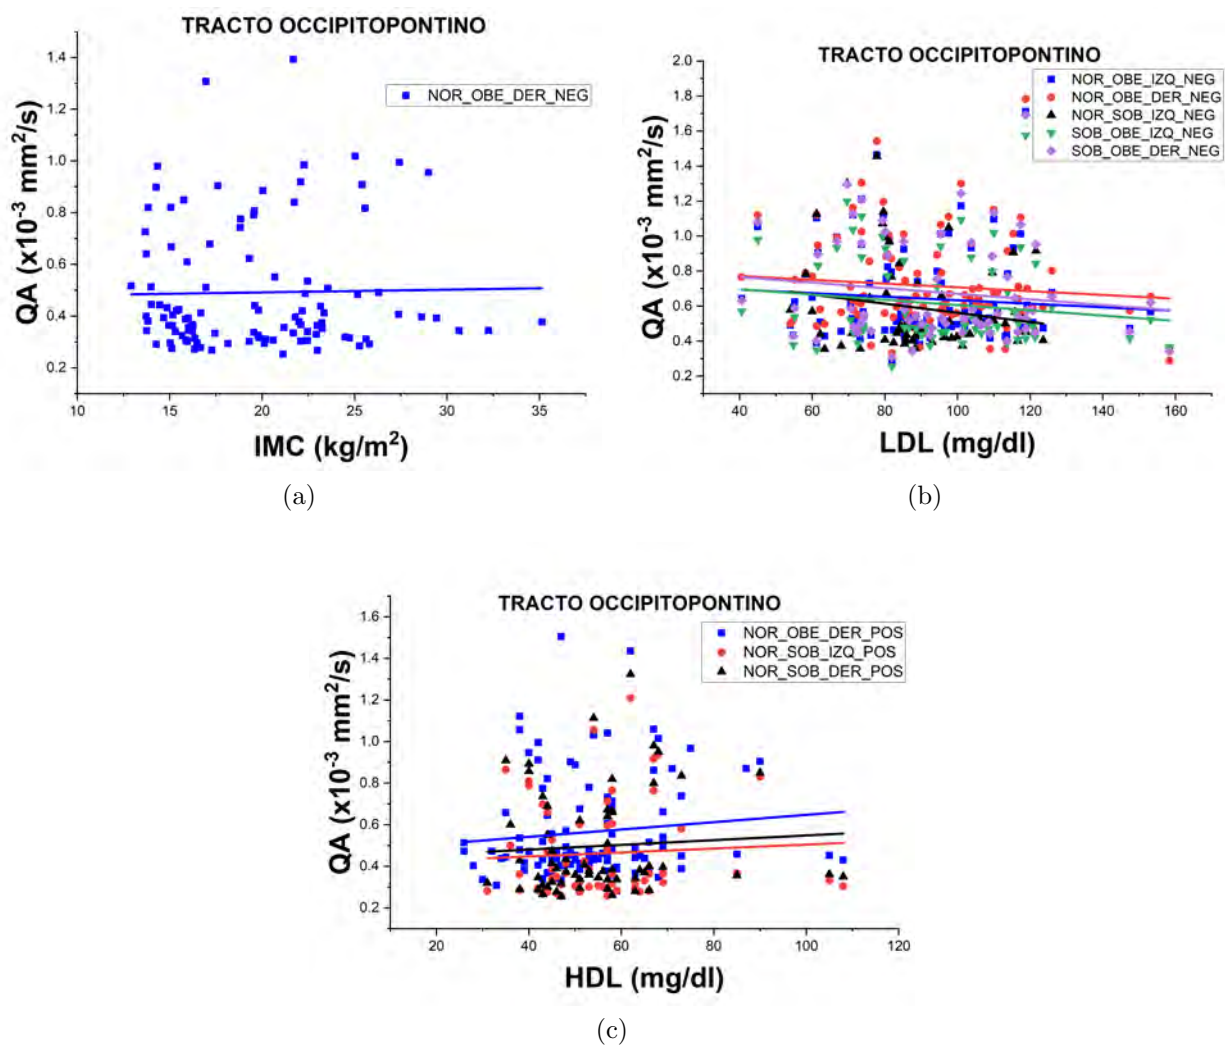 TRACTO OCCIPITOPONTINO
NOR_OBE_DER_NEG
QA (x10⁻³ mm²/s)
1.4
1.2
1.0
0.8
0.6
0.4
0.2
10 15 20 25 30 35
IMC (kg/m²)
(a)
TRACTO OCCIPITOPONTINO
NOR_OBE_IZQ_NEG
NOR_OBE_DER_NEG
NOR_SOB_IZQ_NEG
SOB_OBE_IZQ_NEG
SOB_OBE_DER_NEG
QA (x10⁻³ mm²/s)
2.0
1.8
1.6
1.4
1.2
1.0
0.8
0.6
0.4
0.2
40 60 80 100 120 140 160
LDL (mg/dl)
(b)
TRACTO OCCIPITOPONTINO
NOR_OBE_DER_POS
NOR_SOB_IZQ_POS
NOR_SOB_DER_POS
QA (x10⁻³ mm²/s)
1.6
1.4
1.2
1.0
0.8
0.6
0.4
0.2
20 40 60 80 100 120
HDL (mg/dl)
(c)